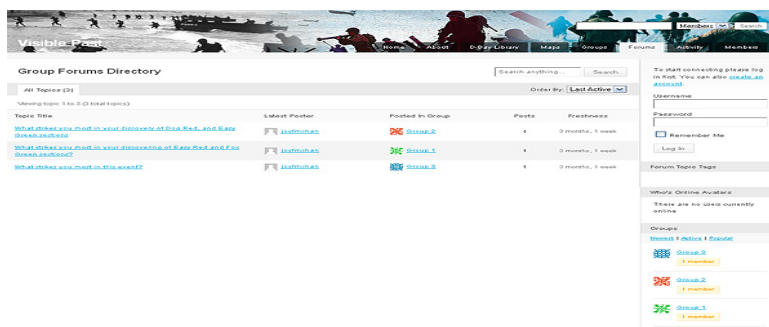 Members Search
Visible Past
Home About D-Day Library Maps Groups Forums Activity Members
Group Forums Directory
Search anything... Search
All Topics (3)
Order By: Last Active
Viewing topic 1 to 3 (3 total topics)
Topic Title Latest Poster Posted In Group Posts Freshness
What strikes you most in your discovery of Dog Red, and Easy
Green sections
Group 2
3 months, 1 week
What strikes you most in your discovering of Easy Red and Fox
Green sections?
Group 1
3 months, 1 week
What strikes you most in this event?
Group 3
3 months, 1 week
To start connecting please log
in first. You can also create an
account.
Username
Password
Remember Me
Log In
Forum Topic Tags
Who's Online Avatars
There are no users currently
online
Groups
Newest | Active | Popular
Group 3
1 member
Group 2
1 member
Group 1
1 member